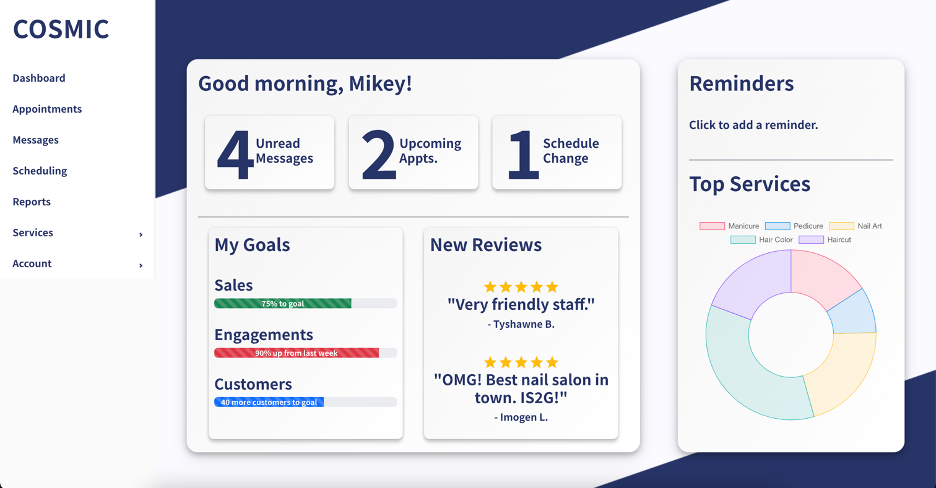 COSMIC
Dashboard
Appointments
Messages
Scheduling
Reports
Services ›
Account ›
Good morning, Mikey!
4 Unread
Messages
2 Upcoming
Appts.
1 Schedule
Change
My Goals
Sales
75% to goal
Engagements
90% up from last week
Customers
40 more customers to goal
New Reviews
"Very friendly staff."
- Tyshawne B.
"OMG! Best nail salon in
town. IS2G!"
- Imogen L.
Reminders
Click to add a reminder.
Top Services
Manicure Pedicure Nail Art
Hair Color Haircut